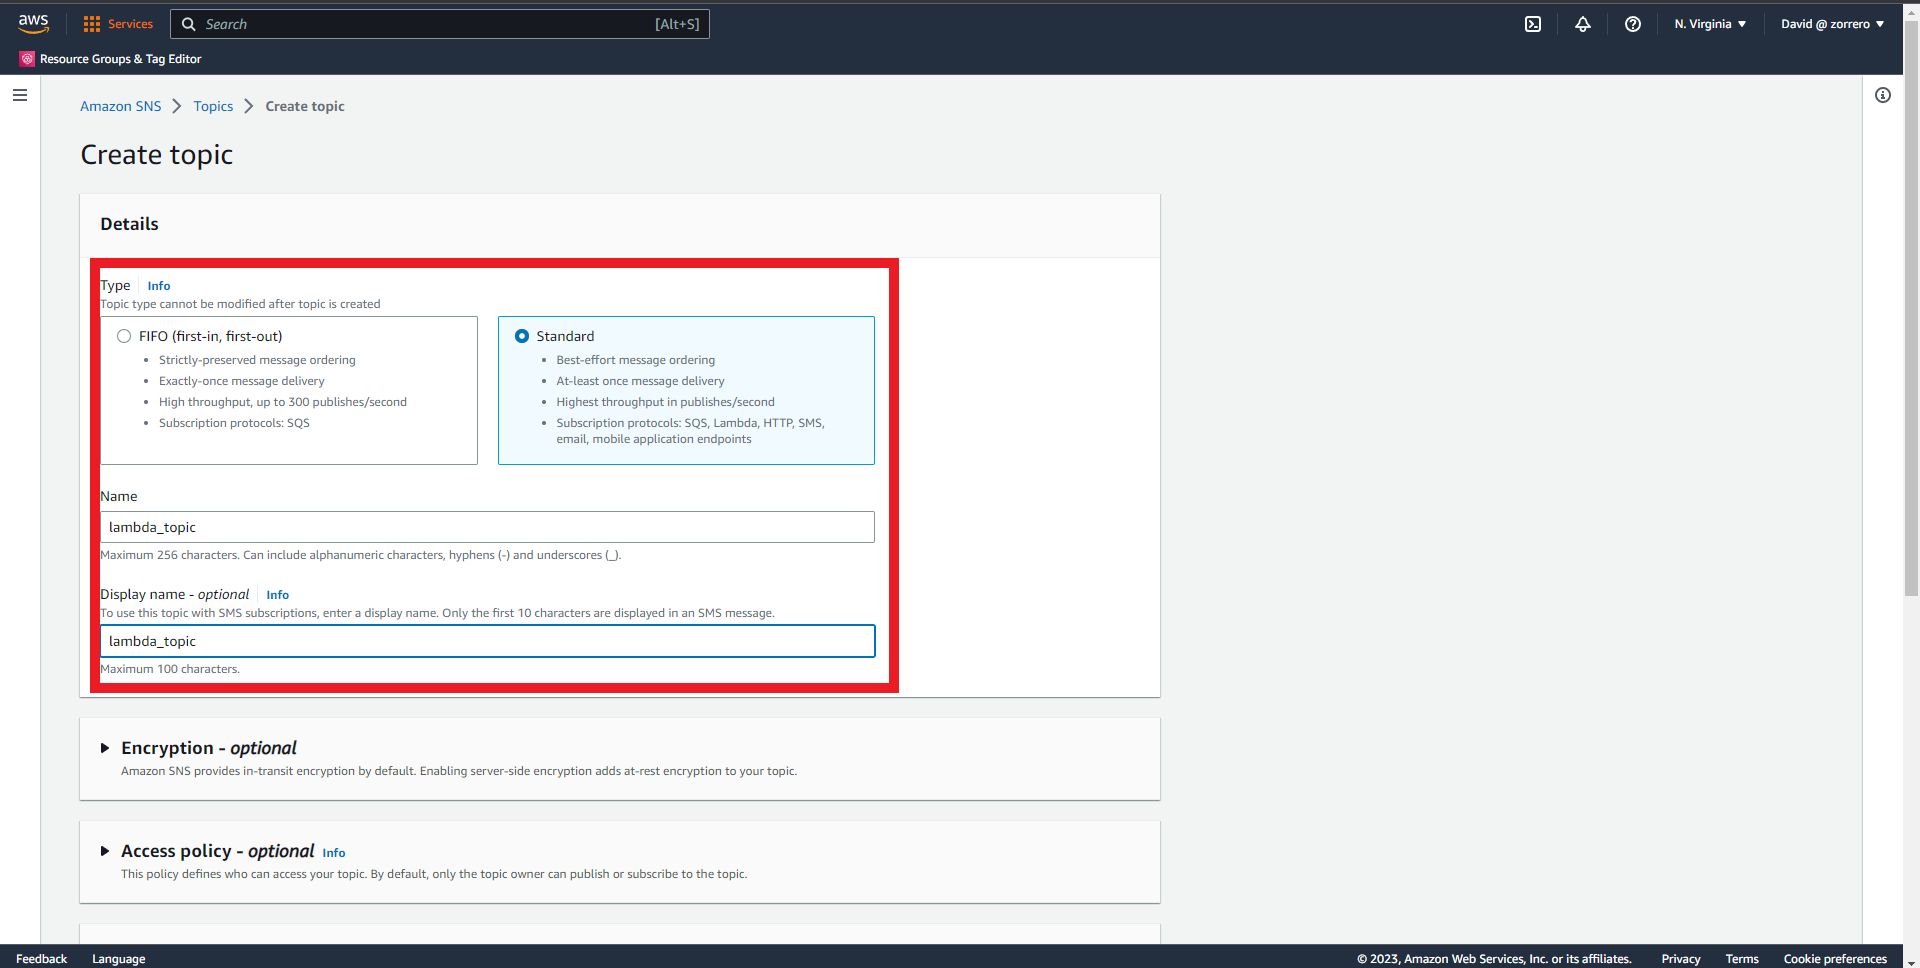 aws
Services
Search
[Alt+S]
N. Virginia
David @ zorrero
Resource Groups & Tag Editor
Amazon SNS
Topics
Create topic
Create topic
Details
Type
Info
Topic type cannot be modified after topic is created
FIFO (first-in, first-out)
Strictly-preserved message ordering
Exactly-once message delivery
High throughput, up to 300 publishes/second
Subscription protocols: SQS
Standard
Best-effort message ordering
At-least once message delivery
Highest throughput in publishes/second
Subscription protocols: SQS, Lambda, HTTP, SMS,
email, mobile application endpoints
Name
lambda_topic
Maximum 256 characters. Can include alphanumeric characters, hyphens (-) and underscores (_).
Display name - optional
Info
To use this topic with SMS subscriptions, enter a display name. Only the first 10 characters are displayed in an SMS message.
lambda_topic
Maximum 100 characters.
Encryption - optional
Amazon SNS provides in-transit encryption by default. Enabling server-side encryption adds at-rest encryption to your topic.
Access policy - optional
Info
This policy defines who can access your topic. By default, only the topic owner can publish or subscribe to the topic.
Feedback
Language
© 2023, Amazon Web Services, Inc. or its affiliates.
Privacy
Terms
Cookie preferences